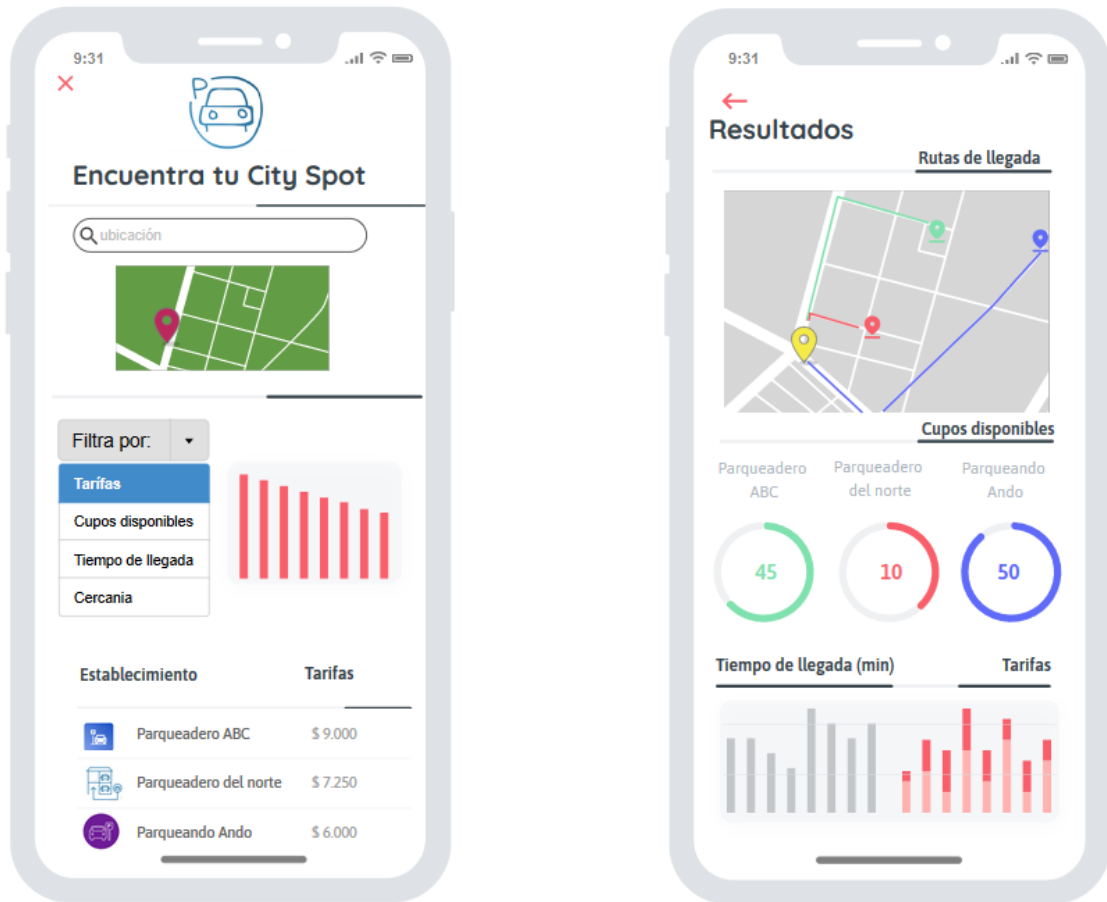 9:31
P
Encuentra tu City Spot
ubicación
Filtra por:
Tarífas
Cupos disponibles
Tiempo de llegada
Cercania
Establecimiento Tarifas
Parqueadero ABC $ 9.000
Parqueadero del norte $ 7.250
Parqueando Ando $ 6.000
9:31
Resultados
Rutas de llegada
Cupos disponibles
Parqueadero ABC
Parqueadero del norte
Parqueando Ando
45 10 50
Tiempo de llegada (min) Tarifas